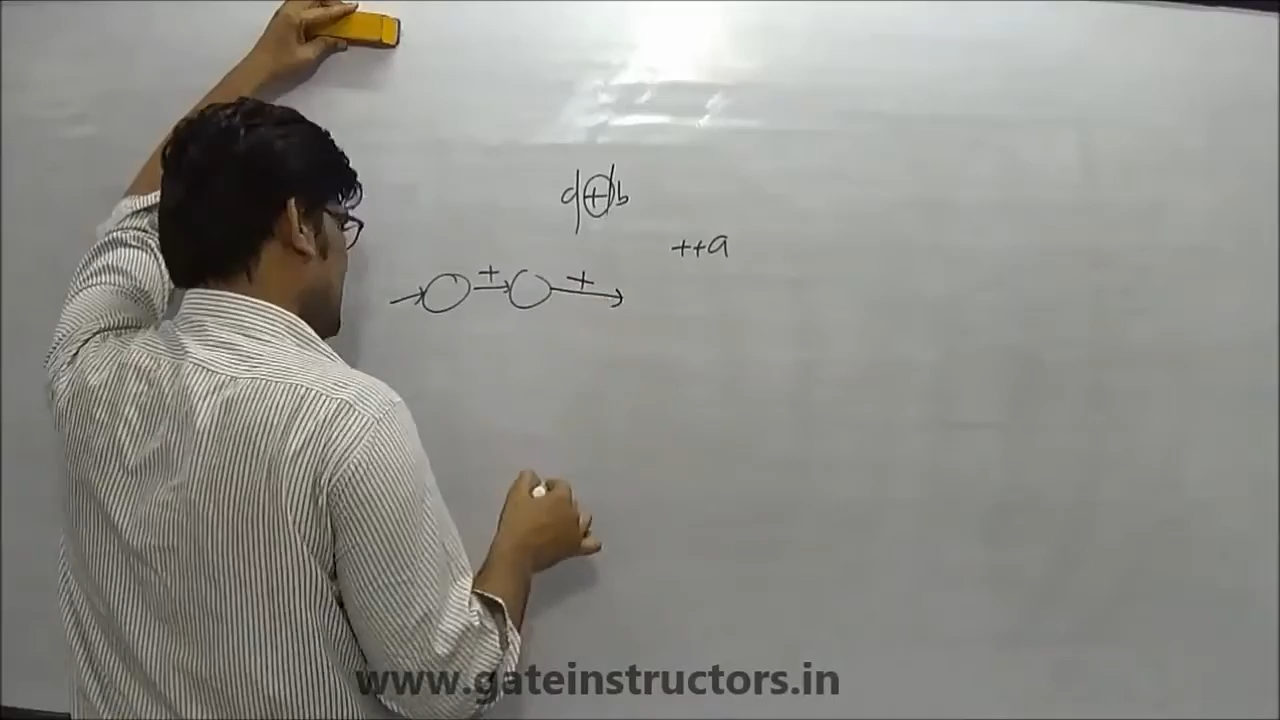 a|+|b
++a
+ +
www.gateinstructors.in